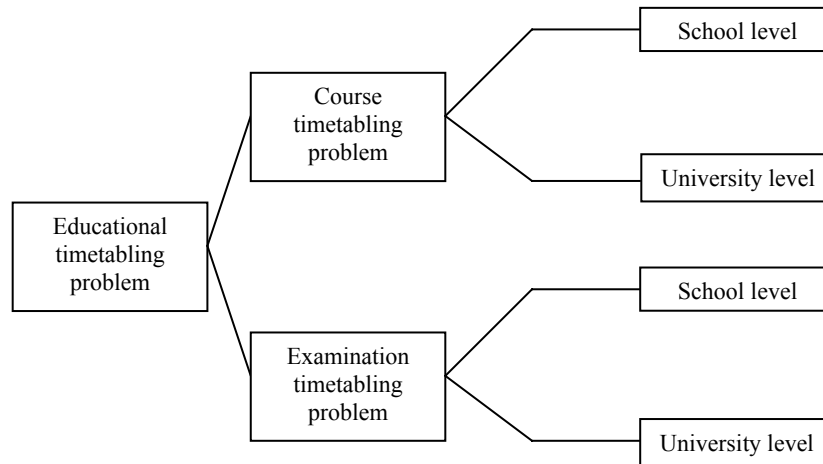 School level
Course
timetabling
problem
University level
Educational
timetabling
problem
School level
Examination
timetabling
problem
University level